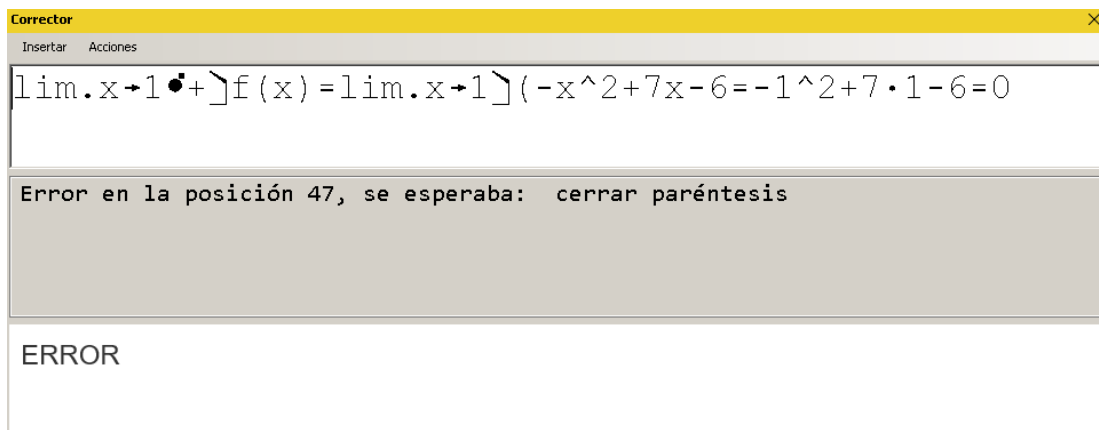 Corrector
Insertar Acciones
lim.x→1•̇+⎤f(x)=lim.x→1⎤(-x^2+7x-6=-1^2+7·1-6=0
Error en la posición 47, se esperaba: cerrar paréntesis
ERROR